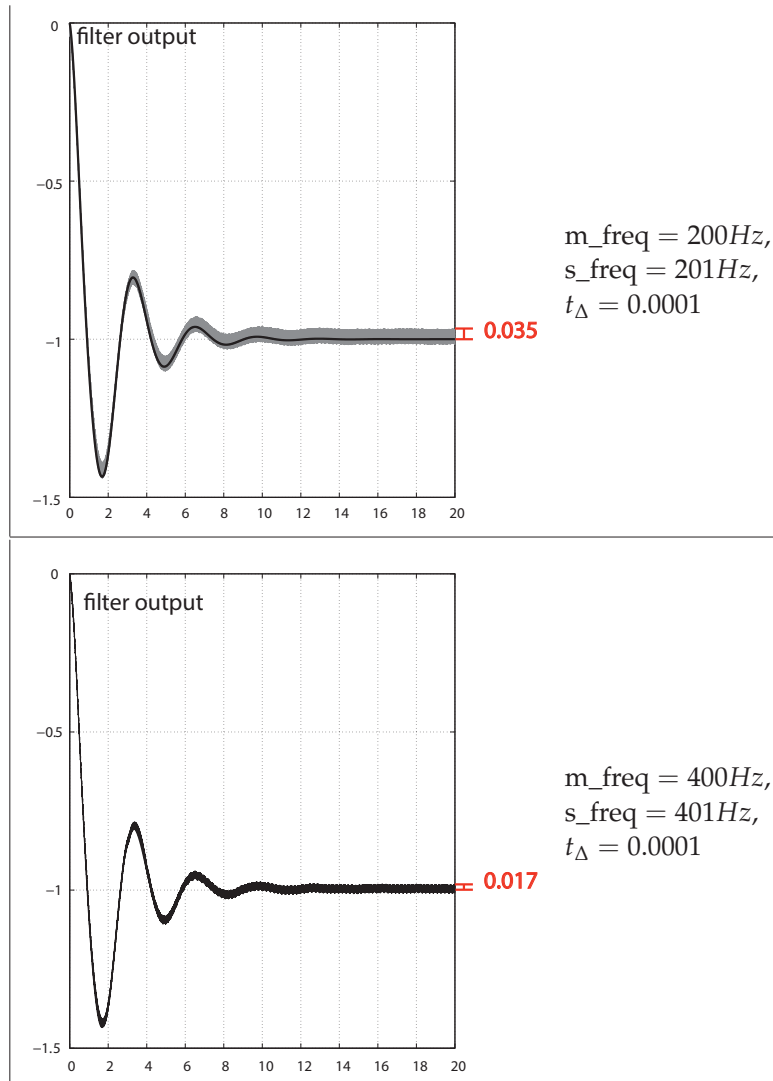 0
filter output
−0.5
−1
−1.5
0 2 4 6 8 10 12 14 16 18 20
0.035
m_freq = 200Hz,
s_freq = 201Hz,
t_Δ = 0.0001
0
filter output
−0.5
−1
−1.5
0 2 4 6 8 10 12 14 16 18 20
0.017
m_freq = 400Hz,
s_freq = 401Hz,
t_Δ = 0.0001